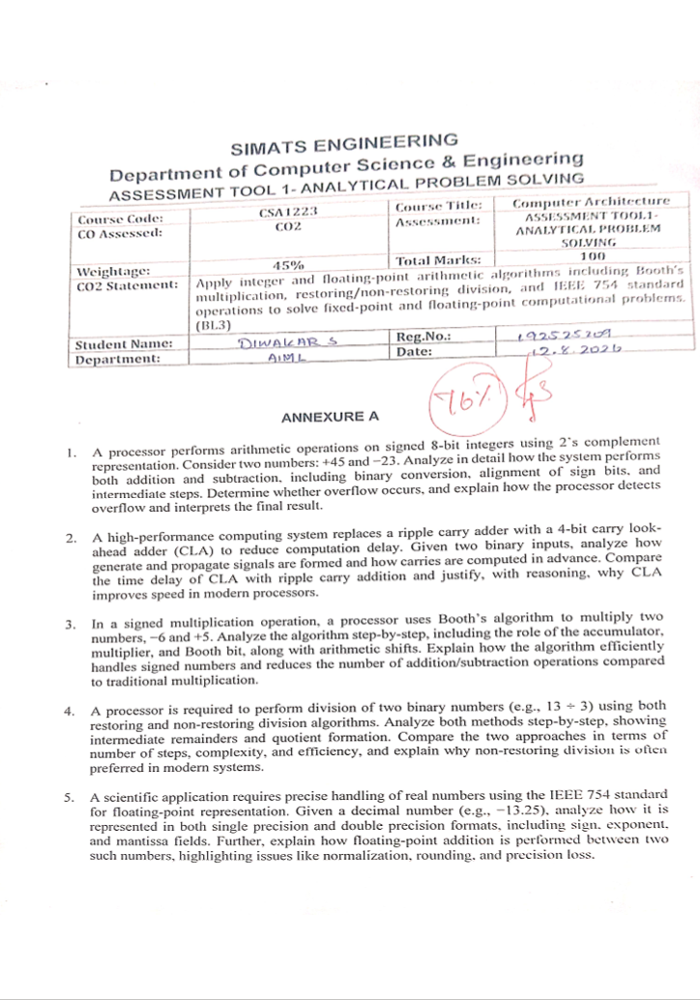 SIMATS ENGINEERING
Department of Computer Science & Engineering
ASSESSMENT TOOL 1- ANALYTICAL PROBLEM SOLVING
Course Code: CSA1223 Course Title: Computer Architecture
CO Assessed: CO2 Assessment: ASSESSMENT TOOL1-
ANALYTICAL PROBLEM
SOLVING
Weightage: 45% Total Marks: 100
CO2 Statement: Apply integer and floating-point arithmetic algorithms including Booth's
multiplication, restoring/non-restoring division, and IEEE 754 standard
operations to solve fixed-point and floating-point computational problems.
(BL3)
Student Name: DIWAKAR S Reg.No.: 192525209
Department: AIML Date: 12.8.2026
76%
ANNEXURE A
1. A processor performs arithmetic operations on signed 8-bit integers using 2's complement
representation. Consider two numbers: +45 and −23. Analyze in detail how the system performs
both addition and subtraction, including binary conversion, alignment of sign bits, and
intermediate steps. Determine whether overflow occurs, and explain how the processor detects
overflow and interprets the final result.
2. A high-performance computing system replaces a ripple carry adder with a 4-bit carry look-
ahead adder (CLA) to reduce computation delay. Given two binary inputs, analyze how
generate and propagate signals are formed and how carries are computed in advance. Compare
the time delay of CLA with ripple carry addition and justify, with reasoning, why CLA
improves speed in modern processors.
3. In a signed multiplication operation, a processor uses Booth's algorithm to multiply two
numbers, −6 and +5. Analyze the algorithm step-by-step, including the role of the accumulator,
multiplier, and Booth bit, along with arithmetic shifts. Explain how the algorithm efficiently
handles signed numbers and reduces the number of addition/subtraction operations compared
to traditional multiplication.
4. A processor is required to perform division of two binary numbers (e.g., 13 ÷ 3) using both
restoring and non-restoring division algorithms. Analyze both methods step-by-step, showing
intermediate remainders and quotient formation. Compare the two approaches in terms of
number of steps, complexity, and efficiency, and explain why non-restoring division is often
preferred in modern systems.
5. A scientific application requires precise handling of real numbers using the IEEE 754 standard
for floating-point representation. Given a decimal number (e.g., −13.25), analyze how it is
represented in both single precision and double precision formats, including sign, exponent,
and mantissa fields. Further, explain how floating-point addition is performed between two
such numbers, highlighting issues like normalization, rounding, and precision loss.